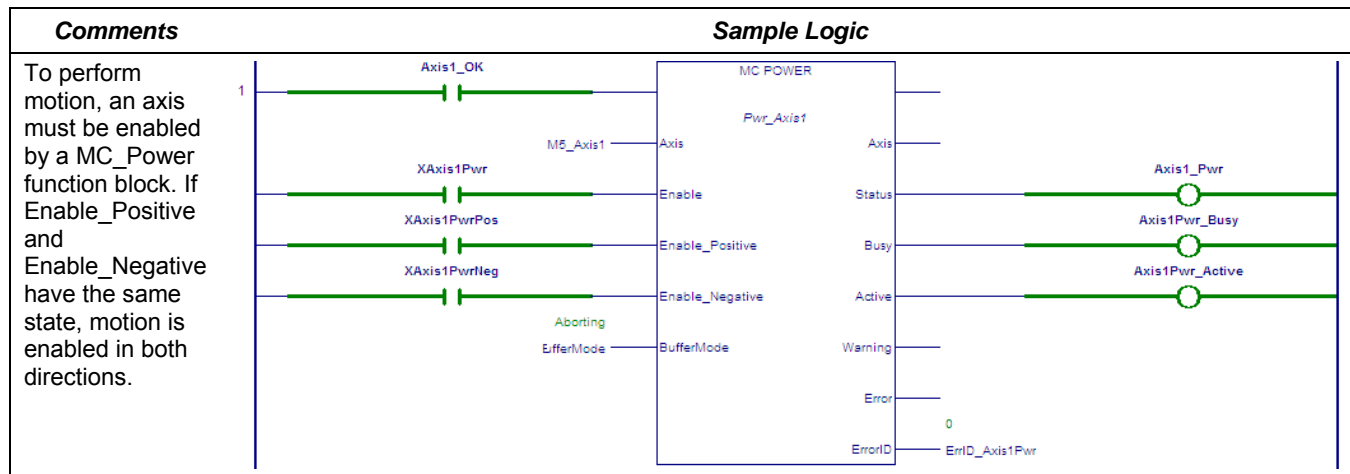 Comments
Sample Logic
To perform
motion, an axis
must be enabled
by a MC_Power
function block. If
Enable_Positive
and
Enable_Negative
have the same
state, motion is
enabled in both
directions.
1
Axis1_OK
MC POWER
Pwr_Axis1
M5_Axis1
Axis
Axis
XAxis1Pwr
Enable
Status
Axis1_Pwr
XAxis1PwrPos
Enable_Positive
Busy
Axis1Pwr_Busy
XAxis1PwrNeg
Enable_Negative
Active
Axis1Pwr_Active
Aborting
BufferMode
BufferMode
Warning
Error
0
ErrorID
ErrID_Axis1Pwr